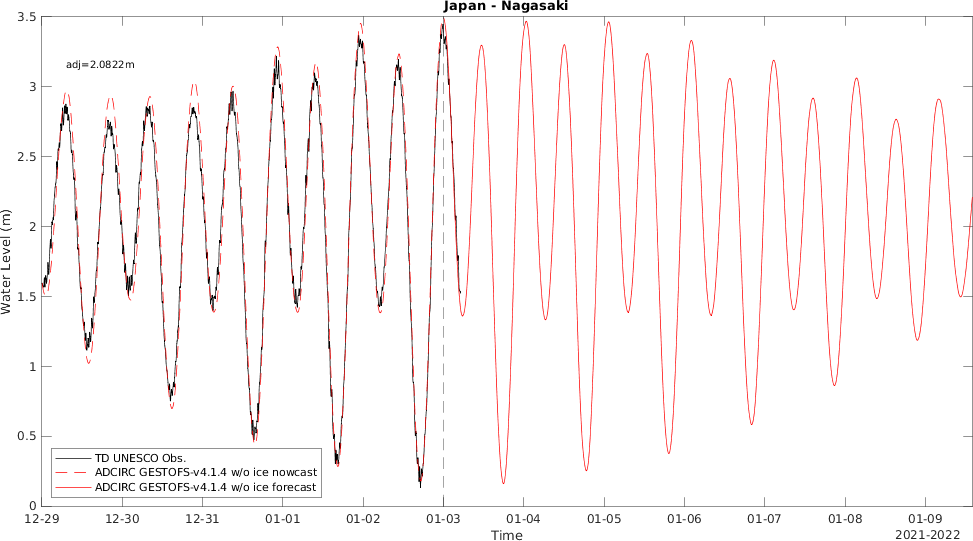 Japan - Nagasaki
adj=2.0822m
3.5
3
2.5
2
1.5
1
0.5
0
Water Level (m)
TD UNESCO Obs.
ADCIRC GESTOFS-v4.1.4 w/o ice nowcast
ADCIRC GESTOFS-v4.1.4 w/o ice forecast
12-29 12-30 12-31 01-01 01-02 01-03 01-04 01-05 01-06 01-07 01-08 01-09
Time
2021-2022